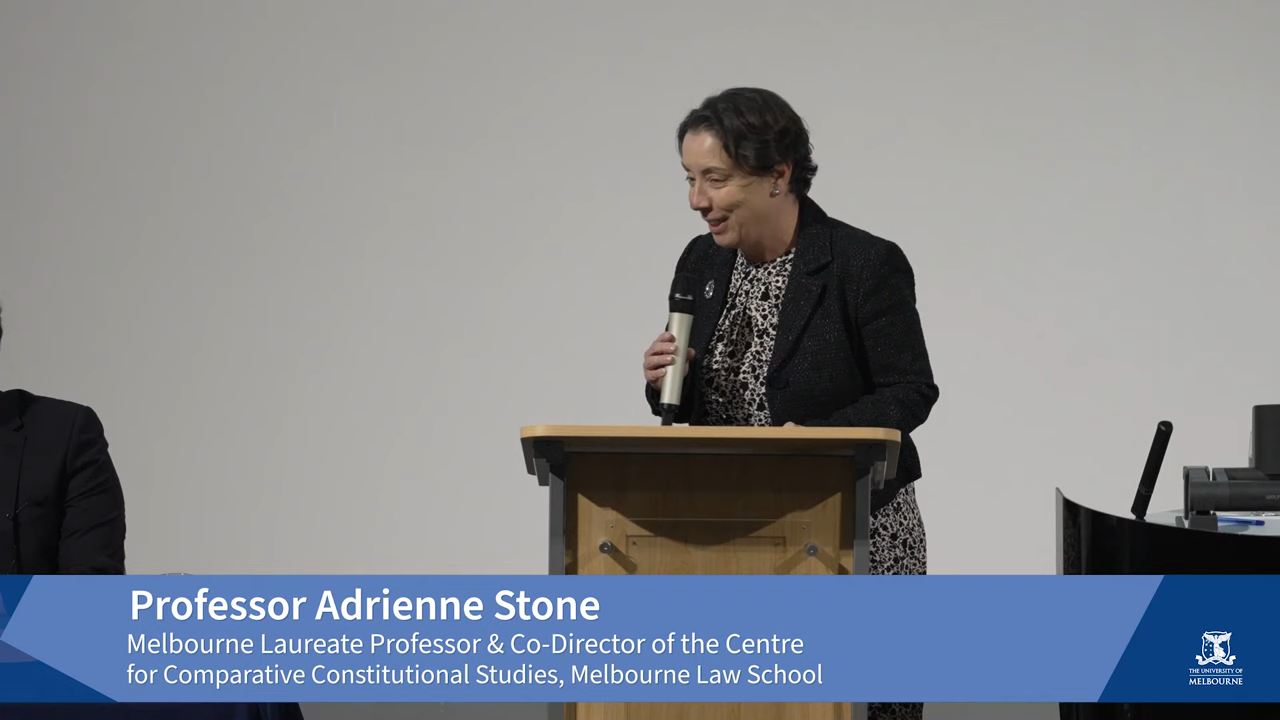 Professor Adrienne Stone
Melbourne Laureate Professor & Co-Director of the Centre
for Comparative Constitutional Studies, Melbourne Law School
THE UNIVERSITY OF
MELBOURNE